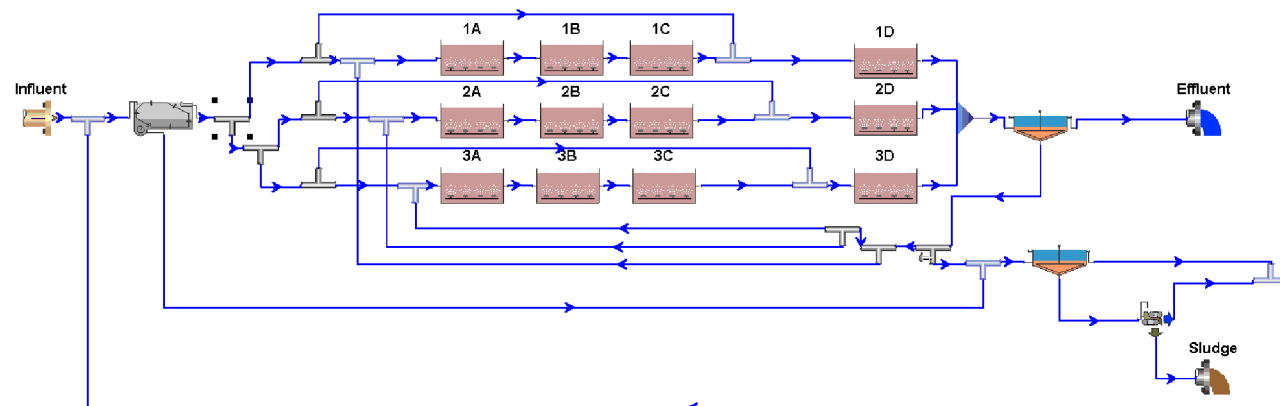 1A 1B 1C 1D
Influent
2A 2B 2C 2D
Effluent
3A 3B 3C 3D
Sludge